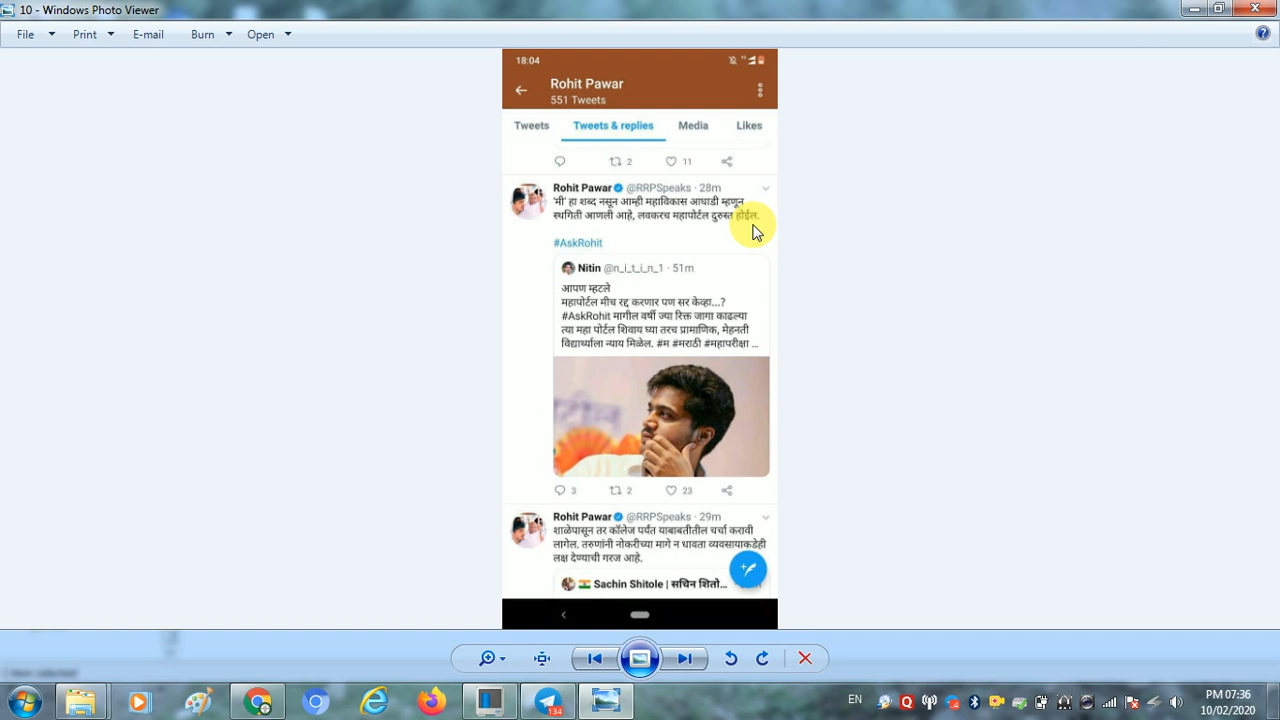 10 - Windows Photo Viewer
File Print E-mail Burn Open
18:04
Rohit Pawar
551 Tweets
Tweets Tweets & replies Media Likes
2 11
Rohit Pawar @RRPSpeaks · 28m
'मी' हा शब्द नसून आम्ही महाविकास आघाडी म्हणून
स्थगिती आणली आहे, लवकरच महापोर्टल दुरुस्त होईल.
#AskRohit
Nitin @n_i_t_i_n_1 · 51m
आपण म्हटले
महापोर्टल मीच रद्द करणार पण सर केव्हा...?
#AskRohit मागील वर्षी ज्या रिक्त जागा काढल्या
त्या महा पोर्टल शिवाय घ्या तरच प्रामाणिक, मेहनती
विद्यार्थ्याला न्याय मिळेल. #म #मराठी #महापरीक्षा ...
3 2 23
Rohit Pawar @RRPSpeaks · 29m
शाळेपासून तर कॉलेज पर्यंत याबाबतीतील चर्चा करावी
लागेल. तरुणांनी नोकरीच्या मागे न धावता व्यवसायाकडेही
लक्ष देण्याची गरज आहे.
Sachin Shitole | सचिन शितो...
134
EN
PM 07:36
10/02/2020